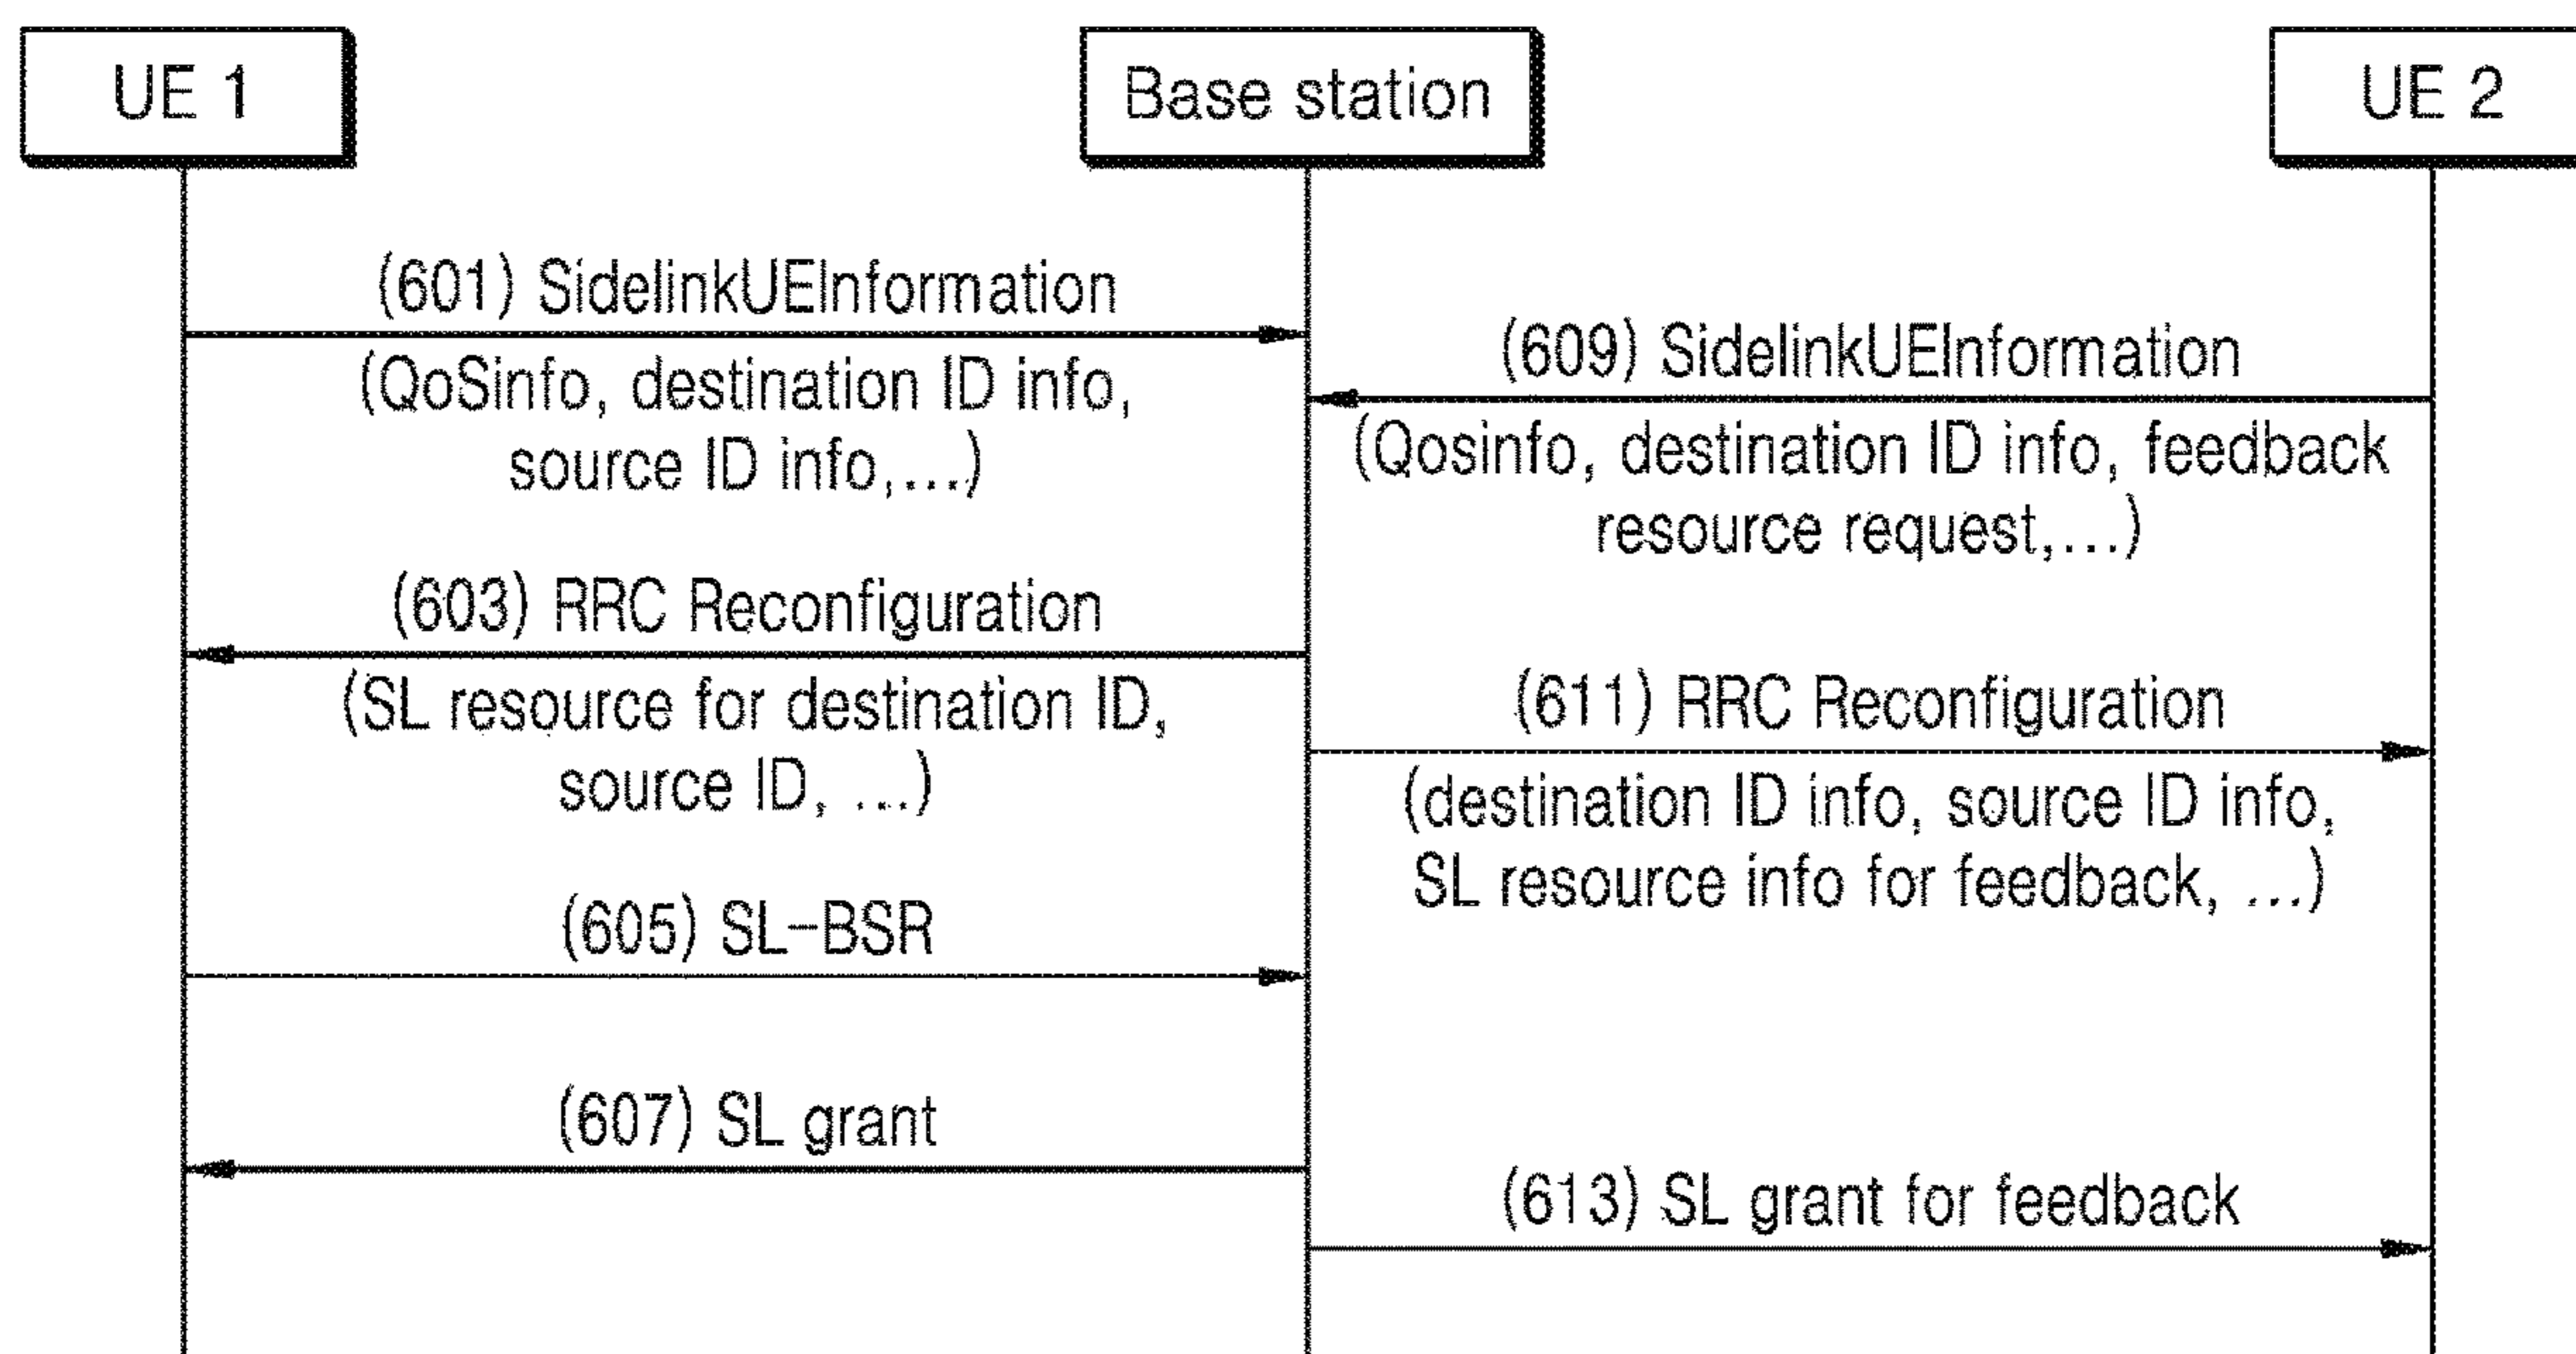 UE 1
Base station
UE 2
(601) SidelinkUEInformation
(QoSinfo, destination ID info,
source ID info,...)
(609) SidelinkUEInformation
(Qosinfo, destination ID info, feedback
resource request,...)
(603) RRC Reconfiguration
(SL resource for destination ID,
source ID, ...)
(611) RRC Reconfiguration
(destination ID info, source ID info,
SL resource info for feedback, ...)
(605) SL-BSR
(607) SL grant
(613) SL grant for feedback